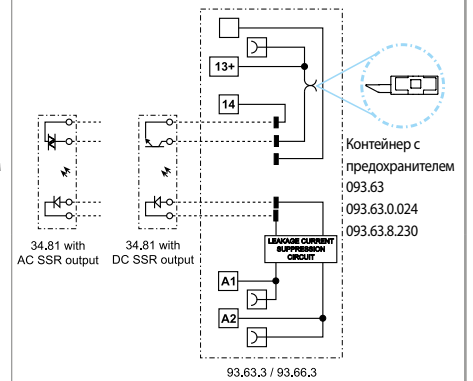 13+
14
Контейнер с
предохранителем
093.63
093.63.0.024
093.63.8.230
34.81 with
AC SSR output
34.81 with
DC SSR output
LEAKAGE CURRENT
SUPPRESSION
CIRCUIT
A1
A2
93.63.3 / 93.66.3